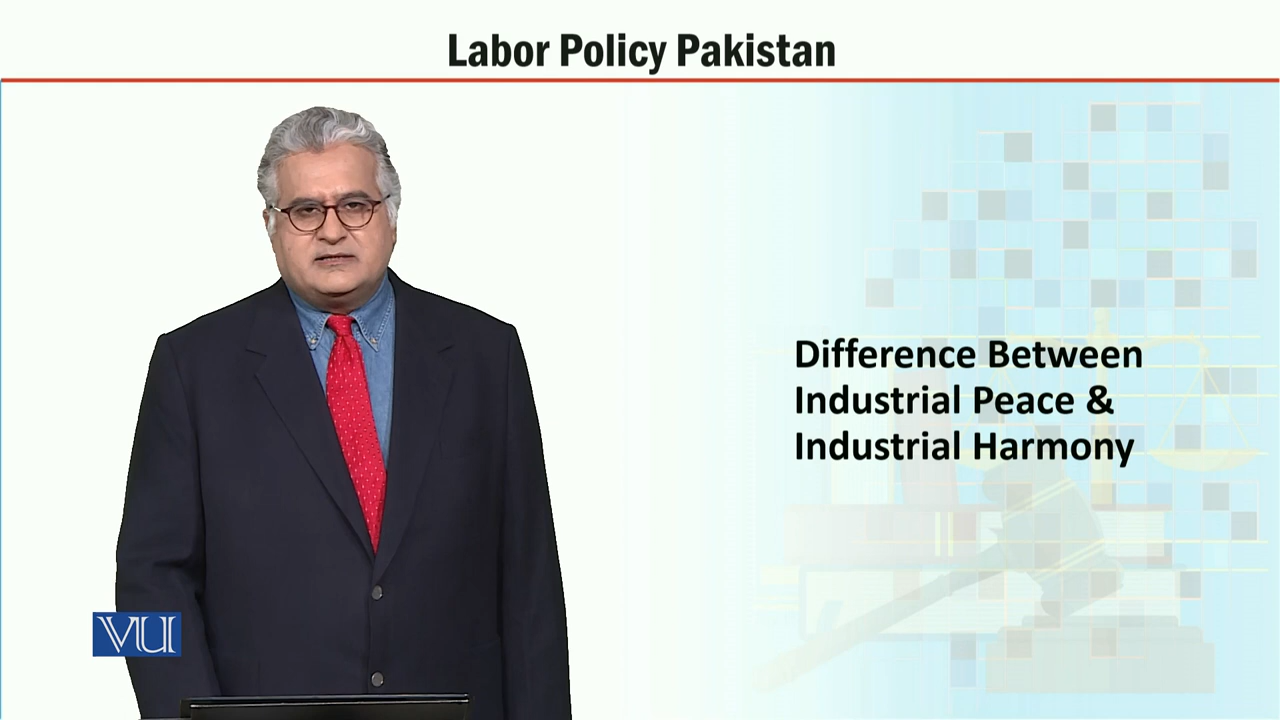 Labor Policy Pakistan
Difference Between
Industrial Peace &
Industrial Harmony
VU